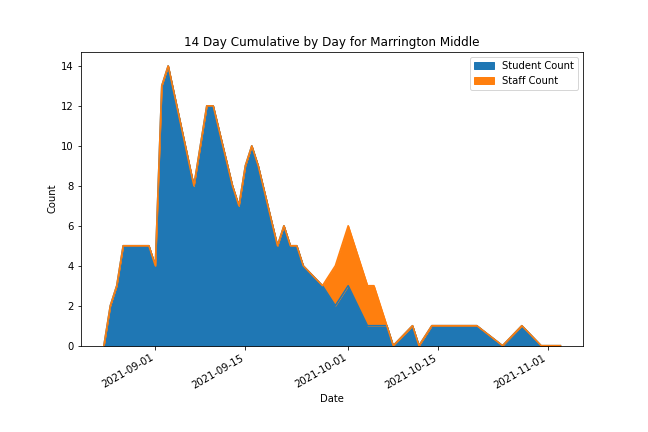 14 Day Cumulative by Day for Marrington Middle
Student Count
Staff Count
14
12
10
8
6
4
2
0
Count
2021-09-01
2021-09-15
2021-10-01
2021-10-15
2021-11-01
Date